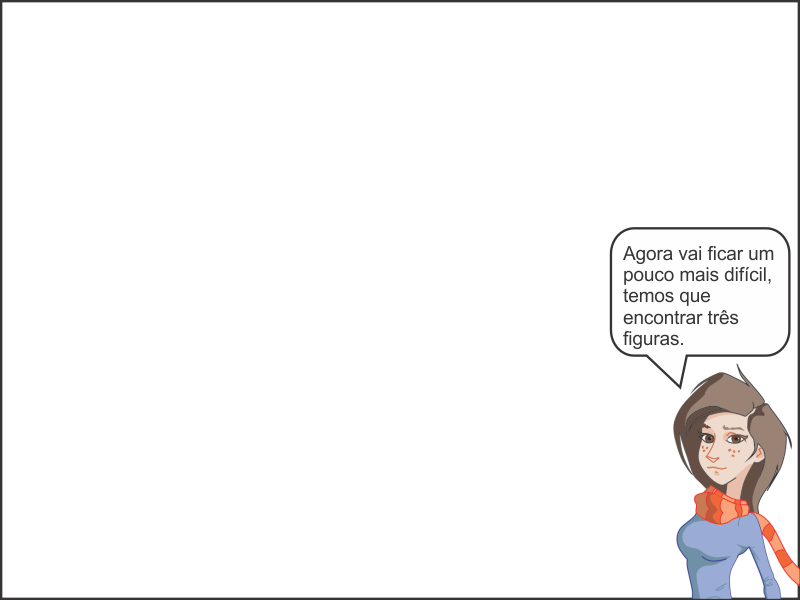 Agora vai ficar um
pouco mais difícil,
temos que
encontrar três
figuras.